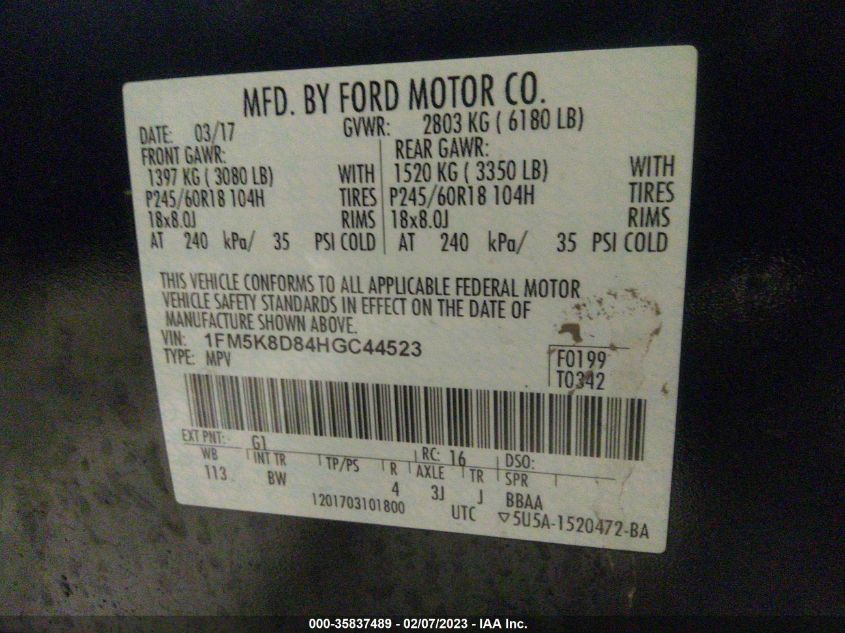 MFD. BY FORD MOTOR CO.
DATE: 03/17 GVWR: 2803 KG ( 6180 LB)
FRONT GAWR: REAR GAWR:
1397 KG ( 3080 LB) WITH 1520 KG ( 3350 LB) WITH
P245/60R18 104H TIRES P245/60R18 104H TIRES
18x8.0J RIMS 18x8.0J RIMS
AT 240 kPa/ 35 PSI COLD AT 240 kPa/ 35 PSI COLD
THIS VEHICLE CONFORMS TO ALL APPLICABLE FEDERAL MOTOR
VEHICLE SAFETY STANDARDS IN EFFECT ON THE DATE OF
MANUFACTURE SHOWN ABOVE.
VIN: 1FM5K8D84HGC44523
TYPE: MPV
F0199
T0342
EXT PNT: G1 RC: 16 DSO:
WB INT TR TP/PS R AXLE TR SPR
113 BW 4 3J J BBAA
1201703101800 UTC ▽5U5A-1520472-BA
000-35837489 - 02/07/2023 - IAA Inc.